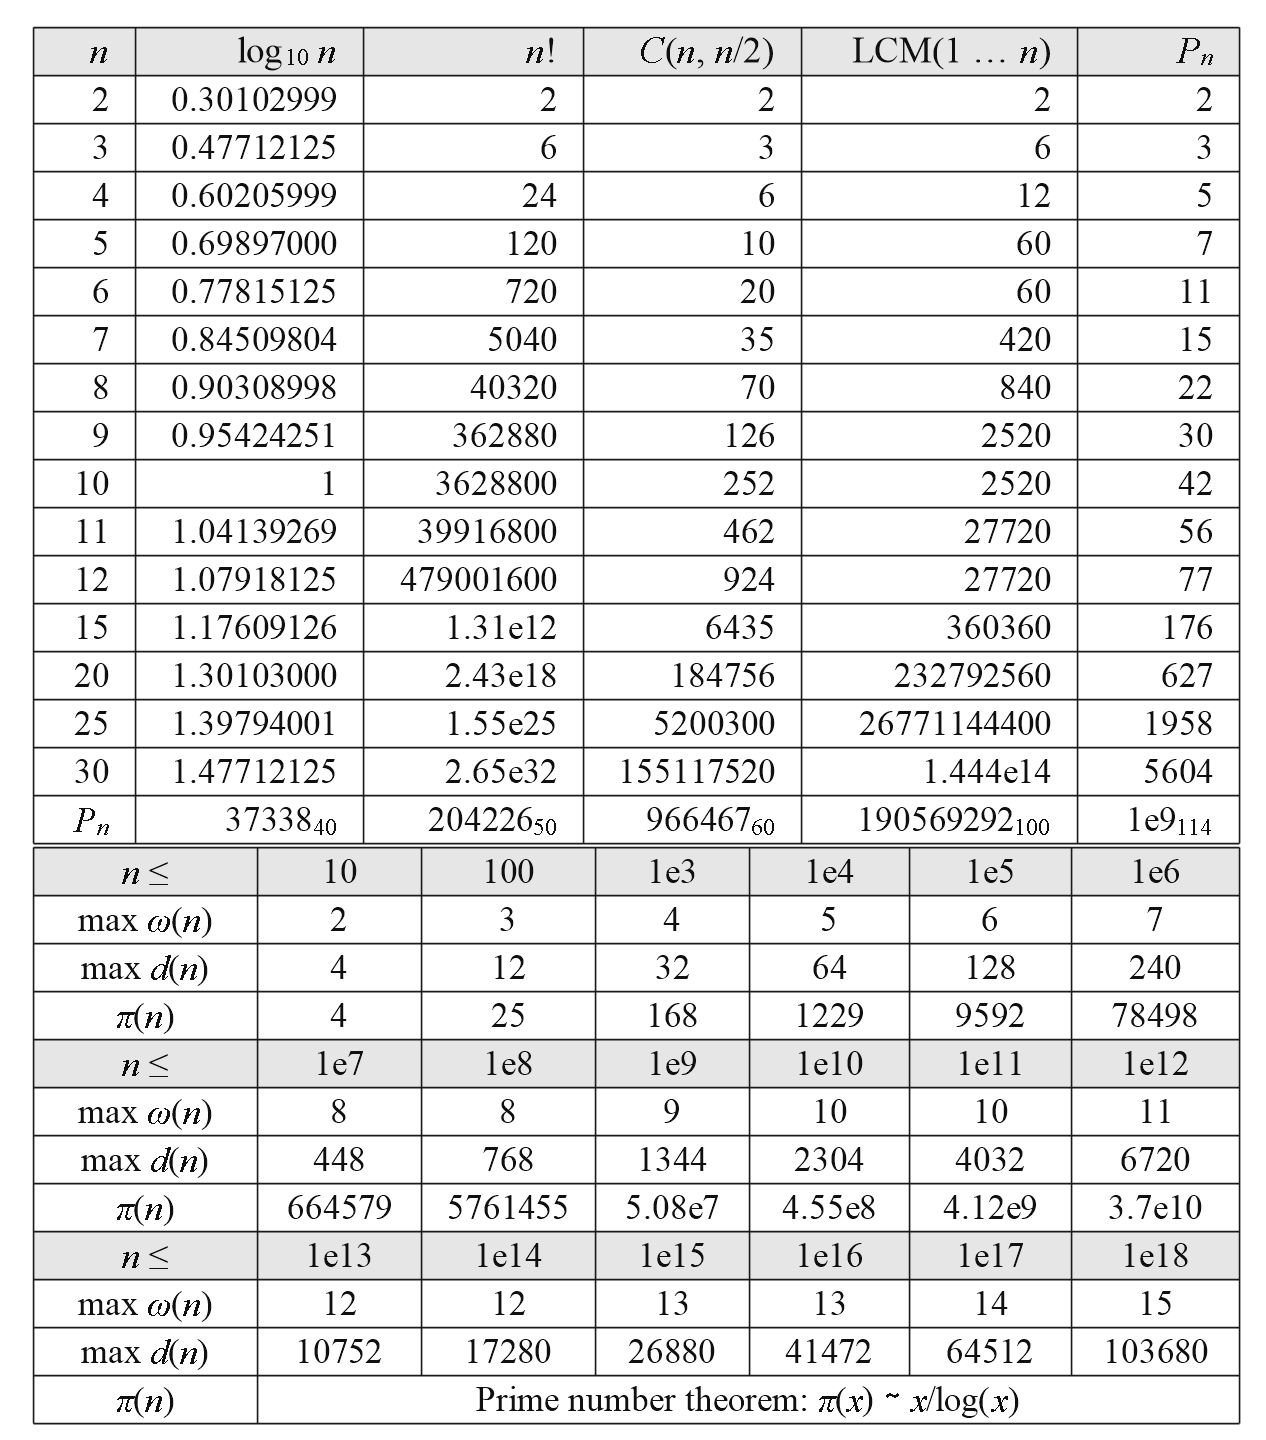 n log₁₀ n n! C(n, n/2) LCM(1 … n) Pₙ
2 0.30102999 2 2 2 2
3 0.47712125 6 3 6 3
4 0.60205999 24 6 12 5
5 0.69897000 120 10 60 7
6 0.77815125 720 20 60 11
7 0.84509804 5040 35 420 15
8 0.90308998 40320 70 840 22
9 0.95424251 362880 126 2520 30
10 1 3628800 252 2520 42
11 1.04139269 39916800 462 27720 56
12 1.07918125 479001600 924 27720 77
15 1.17609126 1.31e12 6435 360360 176
20 1.30103000 2.43e18 184756 232792560 627
25 1.39794001 1.55e25 5200300 26771144400 1958
30 1.47712125 2.65e32 155117520 1.444e14 5604
Pₙ 37338₄₀ 204226₅₀ 966467₆₀ 190569292₁₀₀ 1e9₁₁₄
n ≤ 10 100 1e3 1e4 1e5 1e6
max ω(n) 2 3 4 5 6 7
max d(n) 4 12 32 64 128 240
π(n) 4 25 168 1229 9592 78498
n ≤ 1e7 1e8 1e9 1e10 1e11 1e12
max ω(n) 8 8 9 10 10 11
max d(n) 448 768 1344 2304 4032 6720
π(n) 664579 5761455 5.08e7 4.55e8 4.12e9 3.7e10
n ≤ 1e13 1e14 1e15 1e16 1e17 1e18
max ω(n) 12 12 13 13 14 15
max d(n) 10752 17280 26880 41472 64512 103680
π(n) Prime number theorem: π(x) ~ x/log(x)